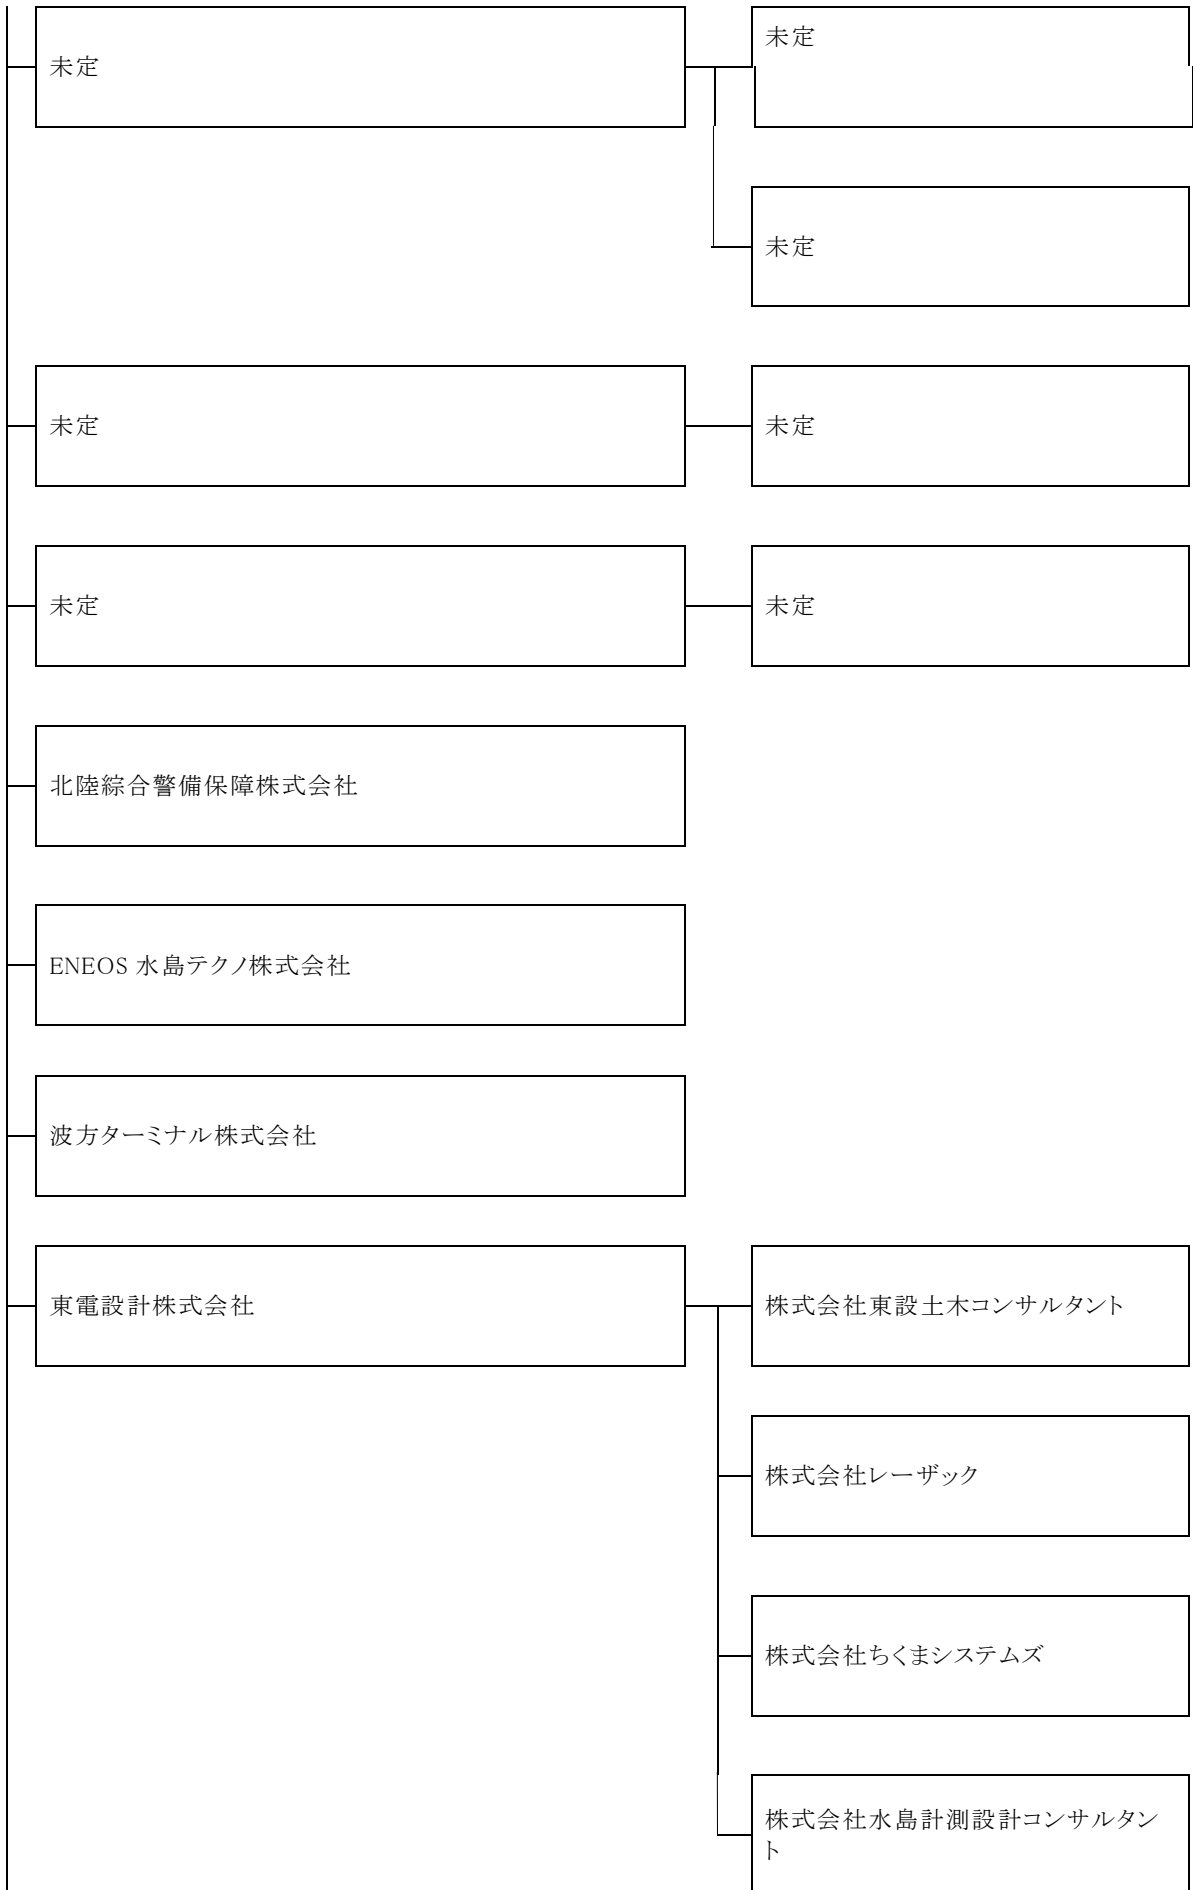 未定
未定
未定
未定
未定
未定
未定
北陸綜合警備保障株式会社
ENEOS 水島テクノ株式会社
波方ターミナル株式会社
東電設計株式会社
株式会社東設土木コンサルタント
株式会社レーザック
株式会社ちくまシステムズ
株式会社水島計測設計コンサルタン
ト